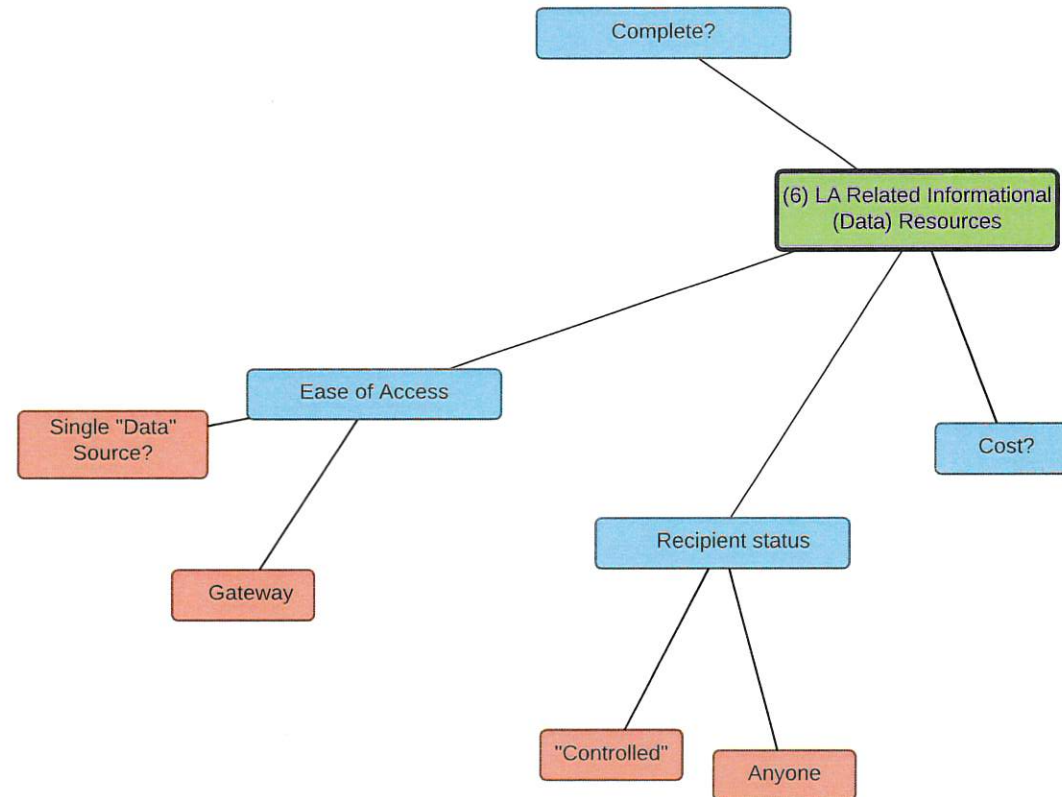 Complete?
(6) LA Related Informational
(Data) Resources
Ease of Access
Single "Data"
Source?
Cost?
Recipient status
Gateway
"Controlled"
Anyone